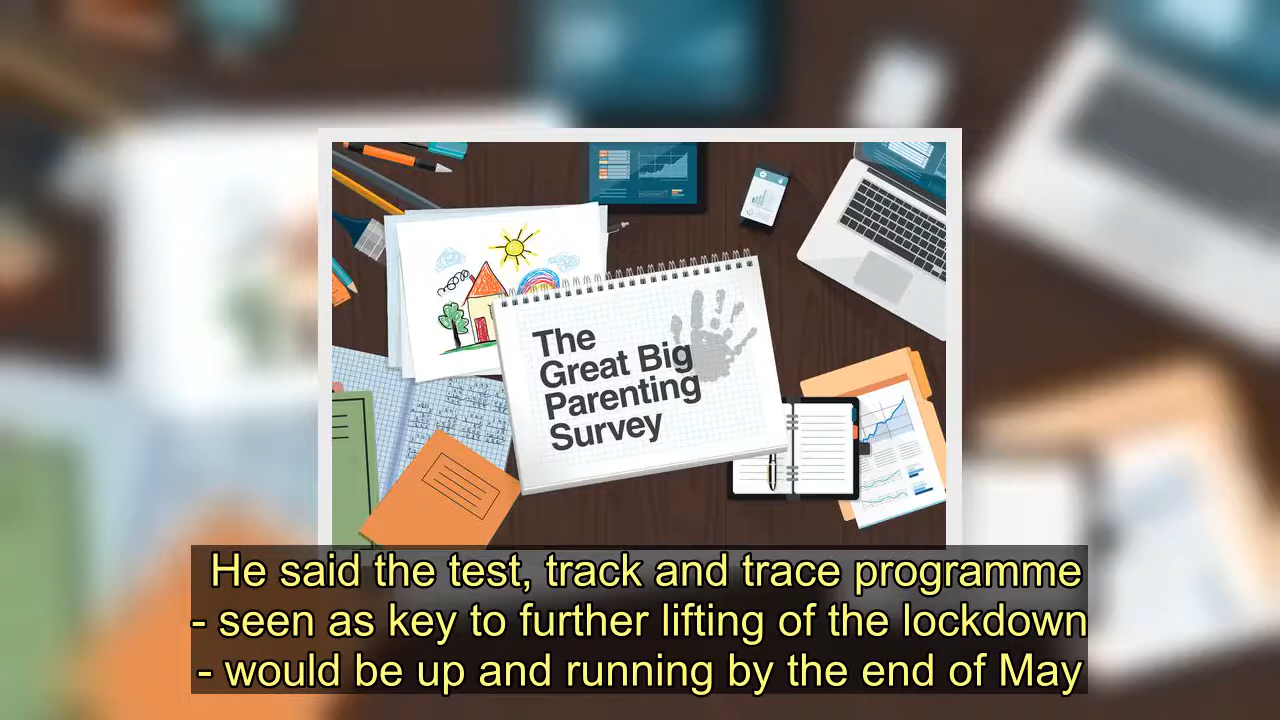 The
Great Big
Parenting
Survey
He said the test, track and trace programme
- seen as key to further lifting of the lockdown
- would be up and running by the end of May